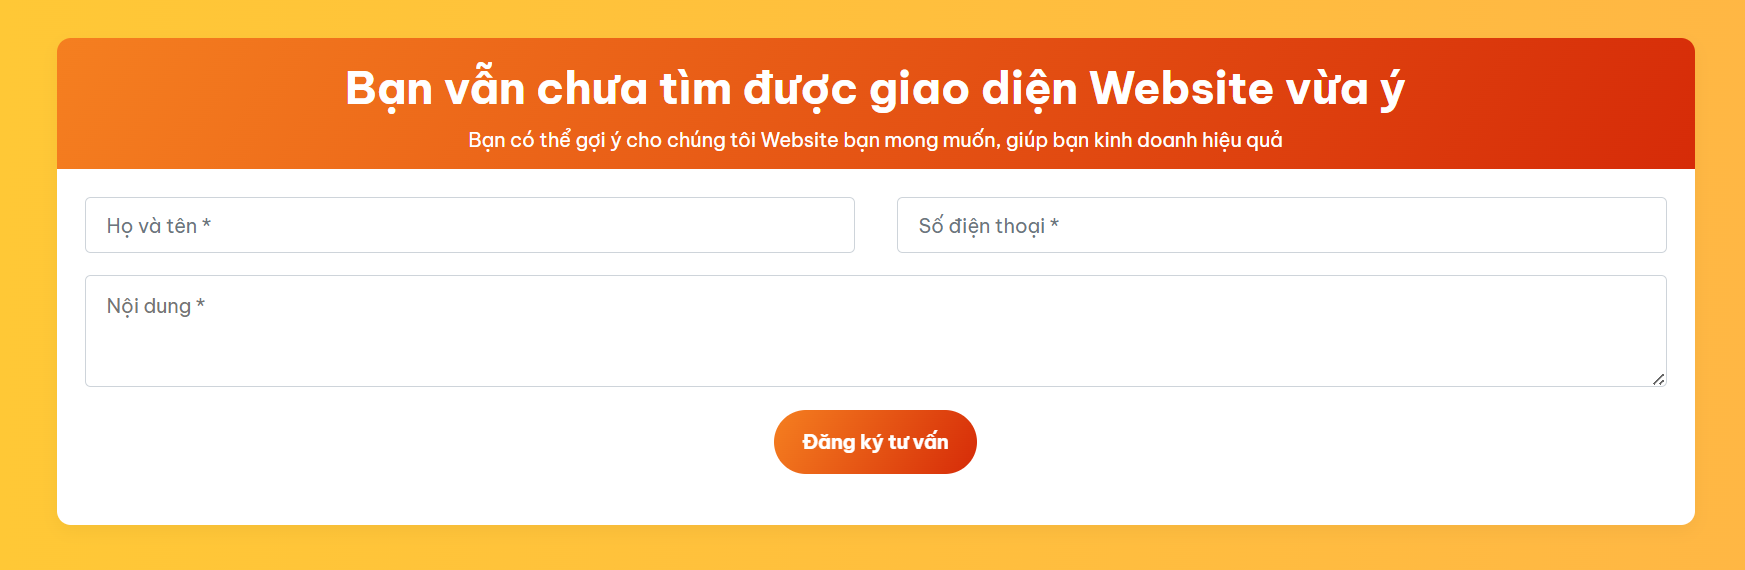 Bạn vẫn chưa tìm được giao diện Website vừa ý
Bạn có thể gợi ý cho chúng tôi Website bạn mong muốn, giúp bạn kinh doanh hiệu quả
Họ và tên *
Số điện thoại *
Nội dung *
Đăng ký tư vấn